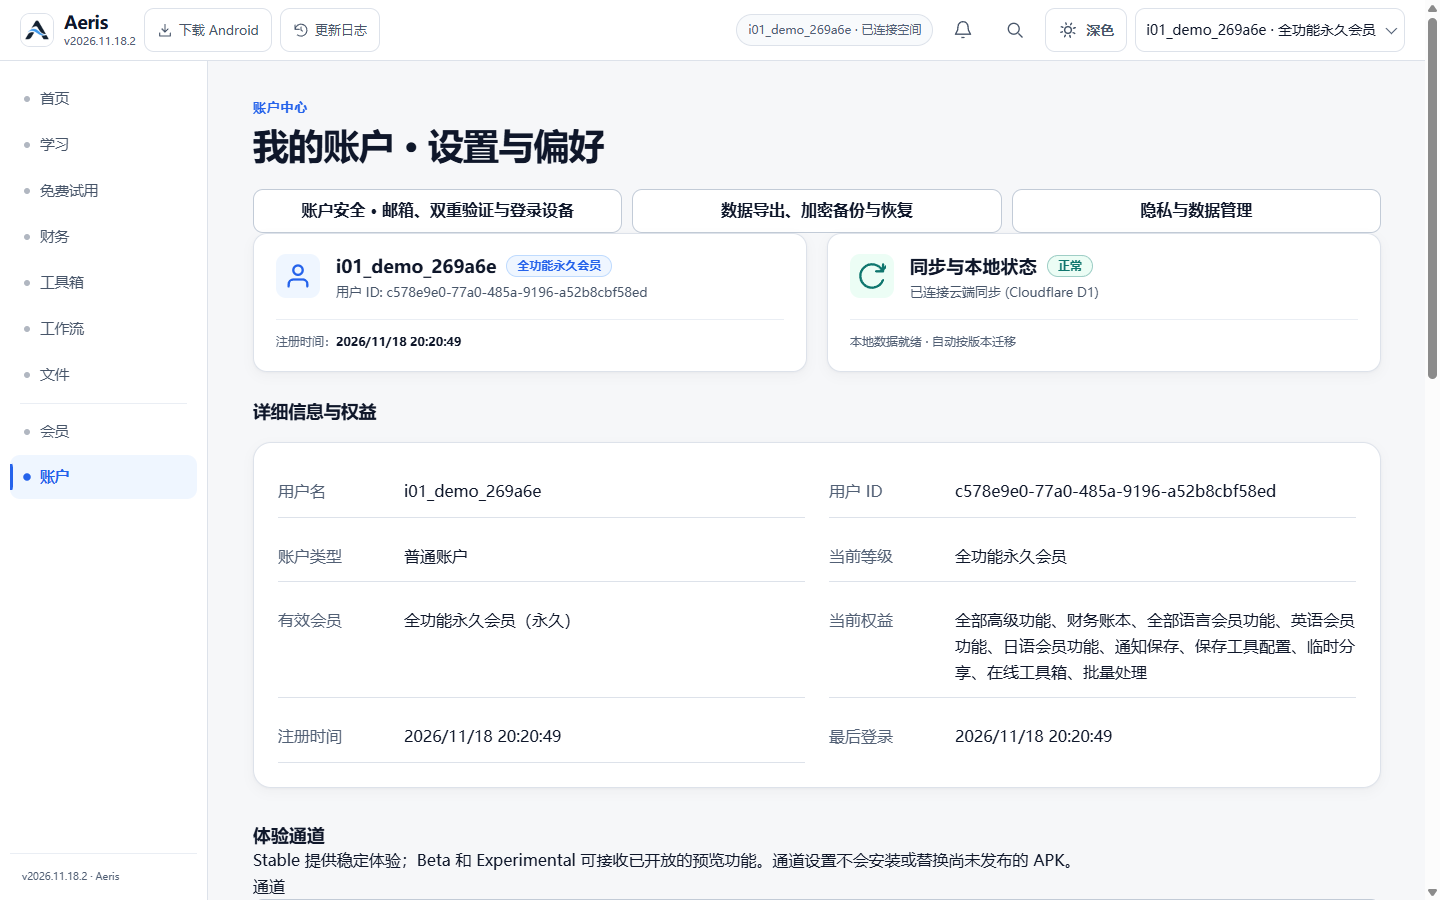 Aeris
v2026.11.18.2
下载 Android
更新日志
i01_demo_269a6e · 已连接空间
深色
i01_demo_269a6e · 全功能永久会员
首页
学习
免费试用
财务
工具箱
工作流
文件
会员
账户
v2026.11.18.2 · Aeris
账户中心
我的账户 • 设置与偏好
账户安全 • 邮箱、双重验证与登录设备
数据导出、加密备份与恢复
隐私与数据管理
i01_demo_269a6e 全功能永久会员
用户 ID: c578e9e0-77a0-485a-9196-a52b8cbf58ed
注册时间: 2026/11/18 20:20:49
同步与本地状态 正常
已连接云端同步 (Cloudflare D1)
本地数据就绪 · 自动按版本迁移
详细信息与权益
用户名 i01_demo_269a6e
用户 ID c578e9e0-77a0-485a-9196-a52b8cbf58ed
账户类型 普通账户
当前等级 全功能永久会员
有效会员 全功能永久会员（永久）
当前权益 全部高级功能、财务账本、全部语言会员功能、英语会员
功能、日语会员功能、通知保存、保存工具配置、临时分
享、在线工具箱、批量处理
注册时间 2026/11/18 20:20:49
最后登录 2026/11/18 20:20:49
体验通道
Stable 提供稳定体验；Beta 和 Experimental 可接收已开放的预览功能。通道设置不会安装或替换尚未发布的 APK。
通道